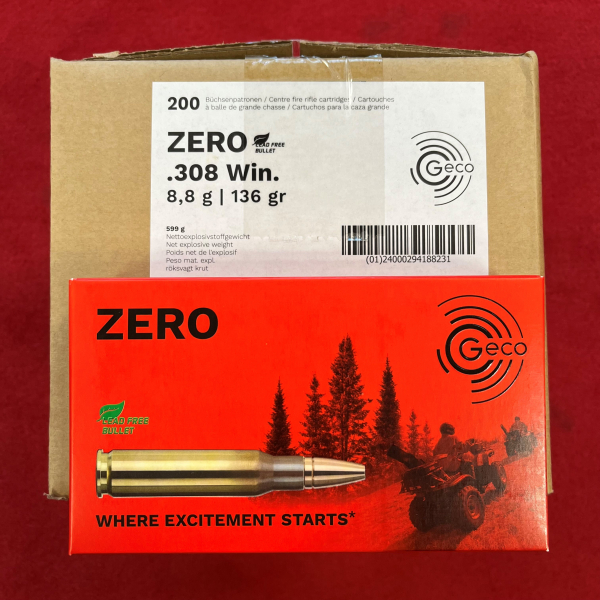 200 Büchsenpatronen / Centre fire rifle cartridges / Cartouches
à balle de grande chasse / Cartuchos para la caza grande
ZERO LEAD FREE
BULLET
.308 Win.
8,8 g | 136 gr
Geco
599 g
Nettoexplosivstoffgewicht
Net explosive weight
Poids net de l'explosif
Peso mat. expl.
röksvagt krut
(01)24000294188231
ZERO
Geco
LEAD FREE
BULLET
WHERE EXCITEMENT STARTS*